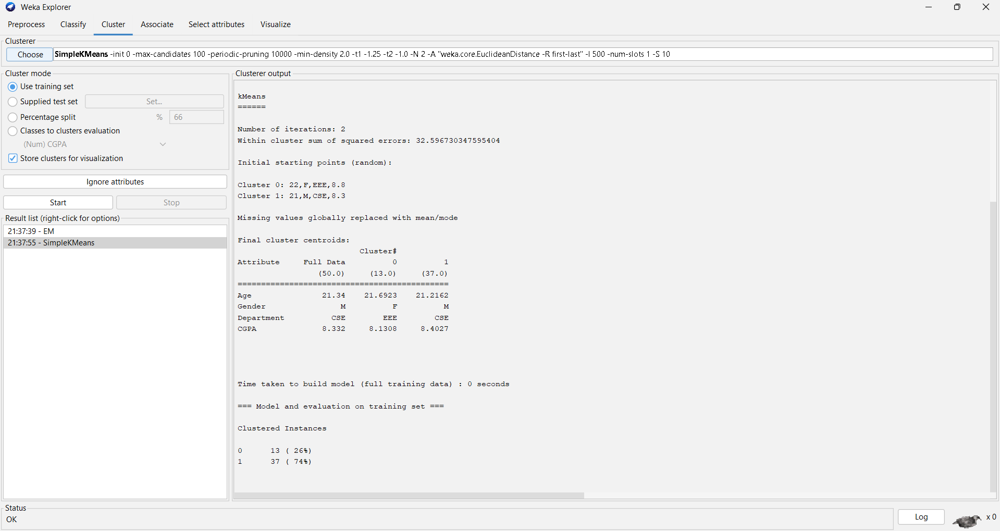 Weka Explorer
Preprocess Classify Cluster Associate Select attributes Visualize
Clusterer
Choose SimpleKMeans -init 0 -max-candidates 100 -periodic-pruning 10000 -min-density 2.0 -t1 -1.25 -t2 -1.0 -N 2 -A "weka.core.EuclideanDistance -R first-last" -I 500 -num-slots 1 -S 10
Cluster mode
Use training set
Supplied test set Set...
Percentage split % 66
Classes to clusters evaluation
(Num) CGPA
Store clusters for visualization
Ignore attributes
Start Stop
Result list (right-click for options)
21:37:39 - EM
21:37:55 - SimpleKMeans
Clusterer output
kMeans
======
Number of iterations: 2
Within cluster sum of squared errors: 32.596730347595404
Initial starting points (random):
Cluster 0: 22,F,EEE,8.8
Cluster 1: 21,M,CSE,8.3
Missing values globally replaced with mean/mode
Final cluster centroids:
Cluster#
Attribute Full Data 0 1
(50.0) (13.0) (37.0)
=============================================
Age 21.34 21.6923 21.2162
Gender M F M
Department CSE EEE CSE
CGPA 8.332 8.1308 8.4027
Time taken to build model (full training data) : 0 seconds
=== Model and evaluation on training set ===
Clustered Instances
0 13 ( 26%)
1 37 ( 74%)
Status
OK
Log x 0